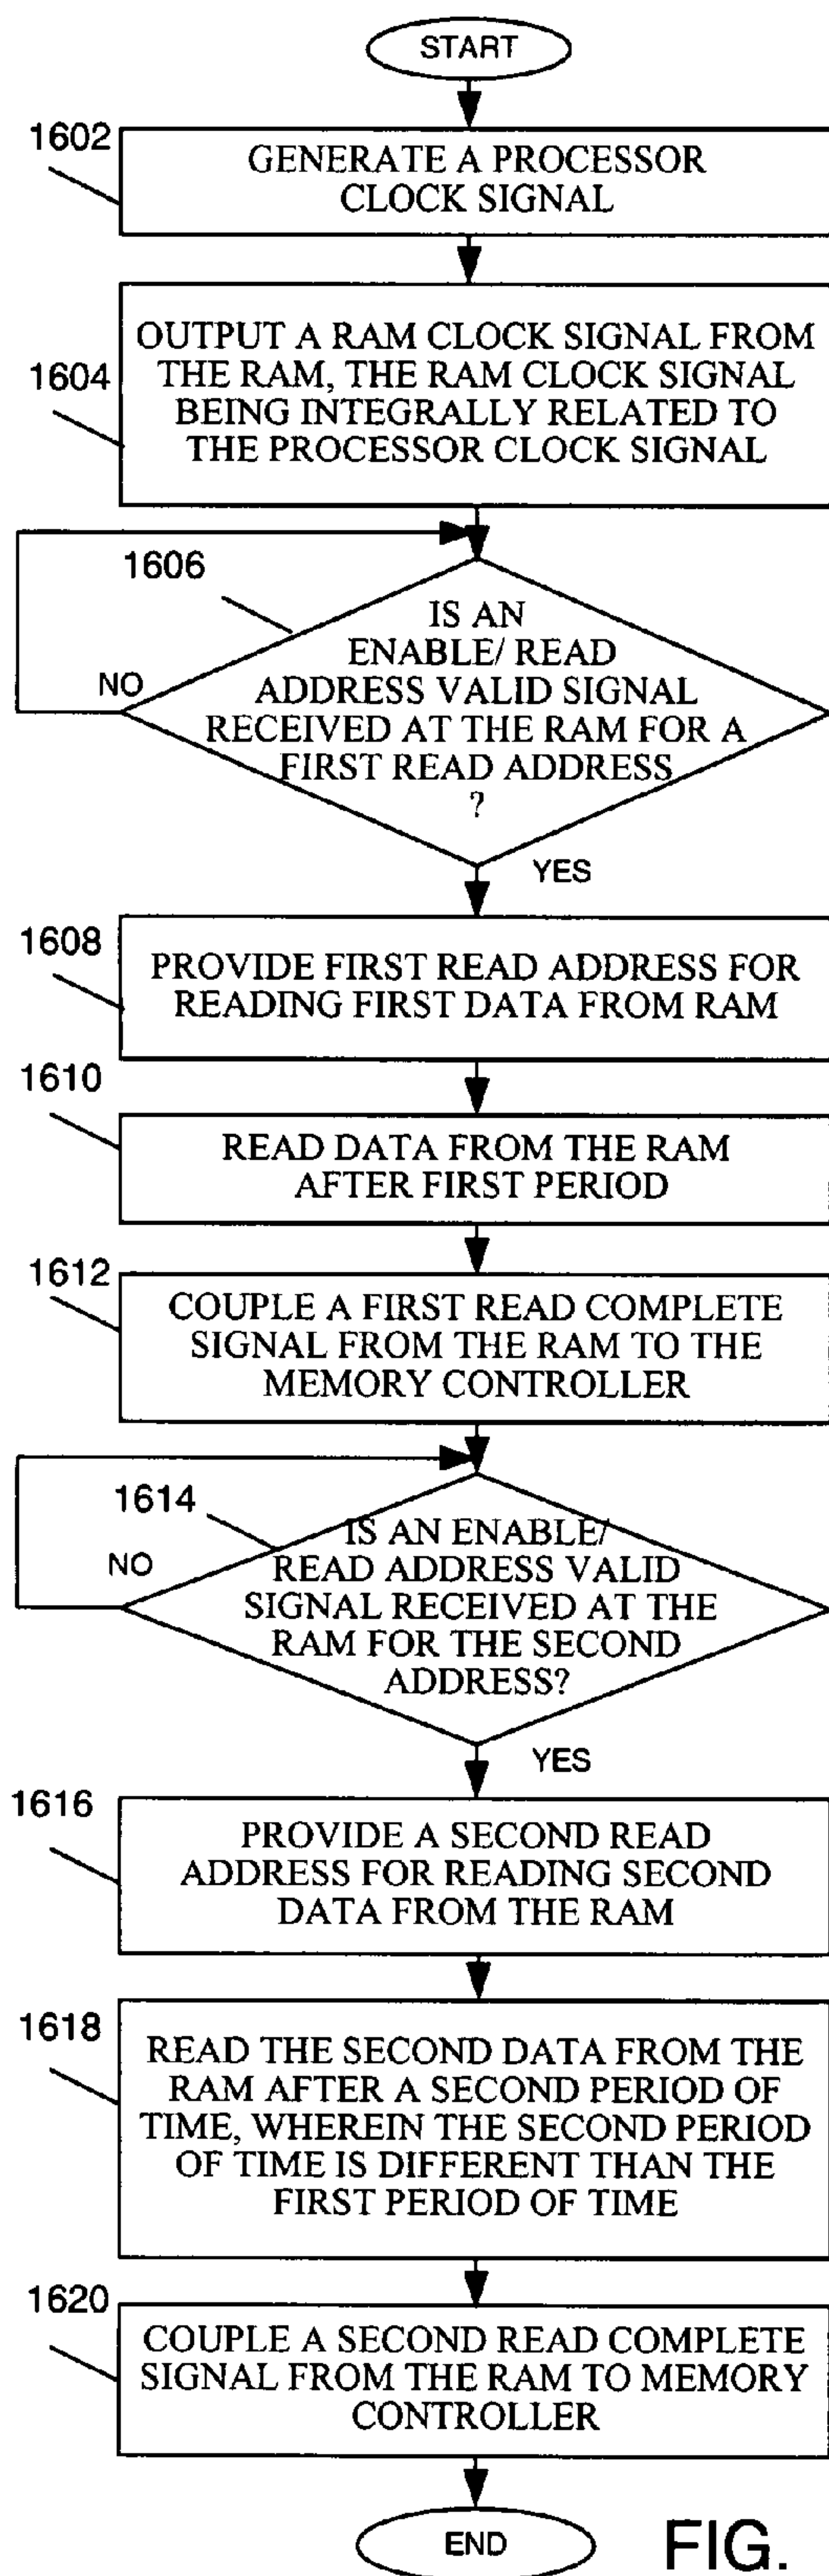 START
1602
GENERATE A PROCESSOR
CLOCK SIGNAL
1604
OUTPUT A RAM CLOCK SIGNAL FROM
THE RAM, THE RAM CLOCK SIGNAL
BEING INTEGRALLY RELATED TO
THE PROCESSOR CLOCK SIGNAL
1606
IS AN
ENABLE/ READ
ADDRESS VALID SIGNAL
RECEIVED AT THE RAM FOR A
FIRST READ ADDRESS
?
NO
YES
1608
PROVIDE FIRST READ ADDRESS FOR
READING FIRST DATA FROM RAM
1610
READ DATA FROM THE RAM
AFTER FIRST PERIOD
1612
COUPLE A FIRST READ COMPLETE
SIGNAL FROM THE RAM TO THE
MEMORY CONTROLLER
1614
IS AN ENABLE/
READ ADDRESS VALID
SIGNAL RECEIVED AT THE
RAM FOR THE SECOND
ADDRESS?
NO
YES
1616
PROVIDE A SECOND READ
ADDRESS FOR READING SECOND
DATA FROM THE RAM
1618
READ THE SECOND DATA FROM THE
RAM AFTER A SECOND PERIOD OF
TIME, WHEREIN THE SECOND PERIOD
OF TIME IS DIFFERENT THAN THE
FIRST PERIOD OF TIME
1620
COUPLE A SECOND READ COMPLETE
SIGNAL FROM THE RAM TO MEMORY
CONTROLLER
END
FIG.